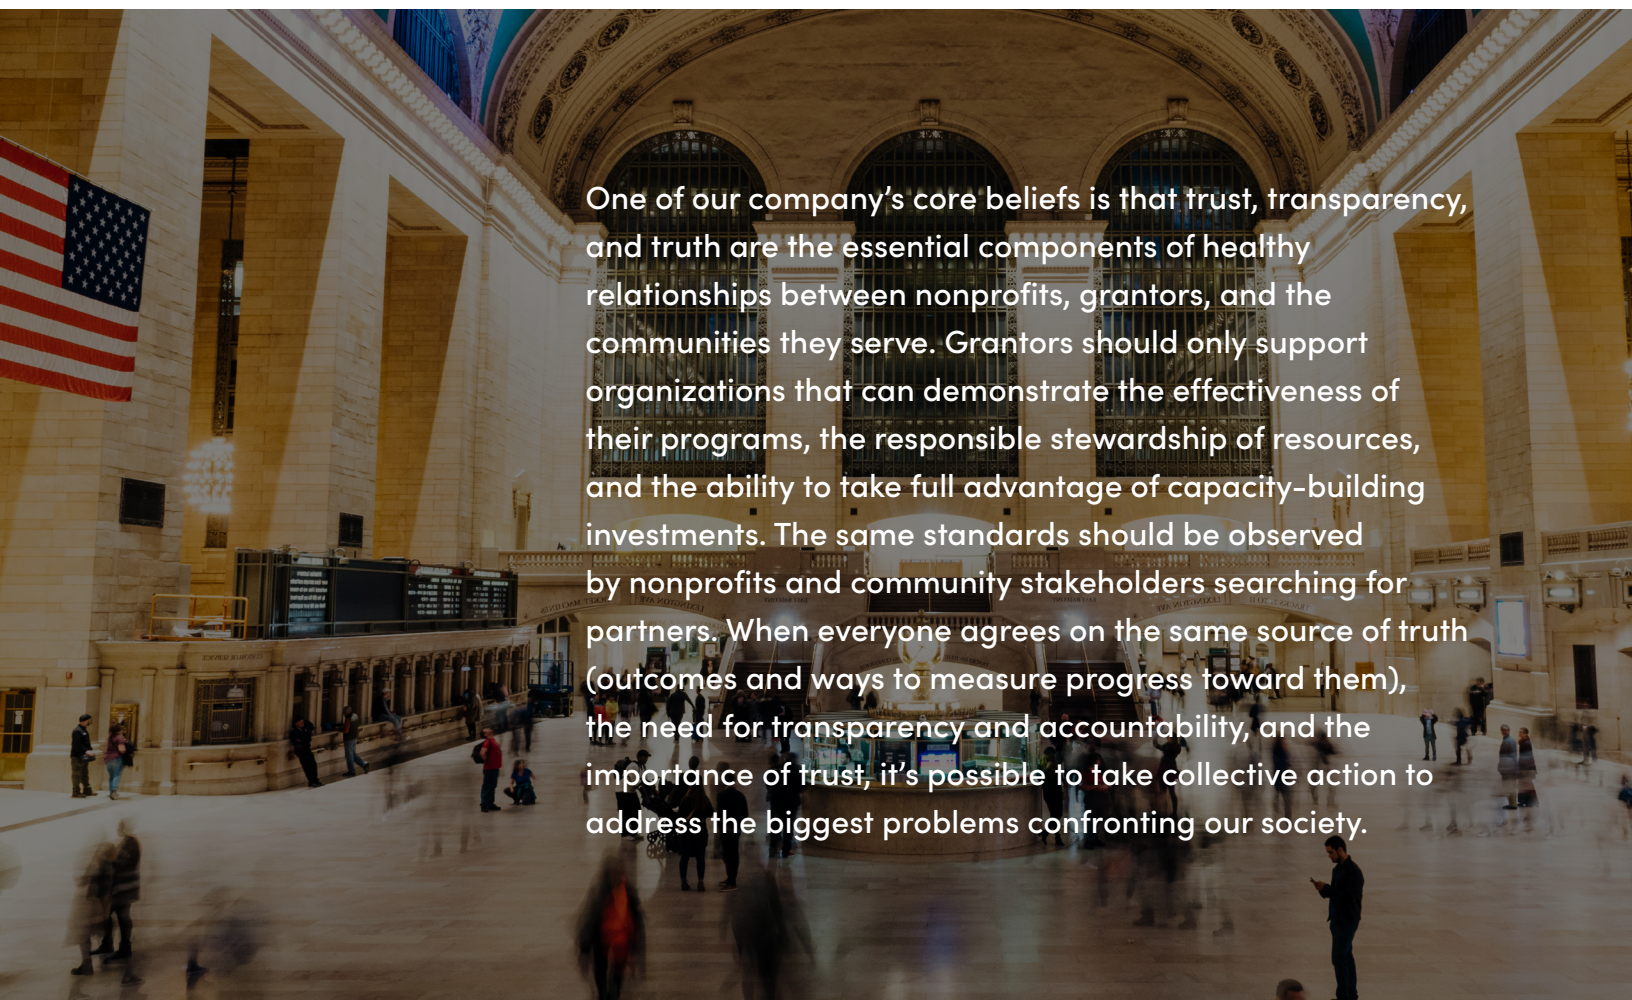 One of our company’s core beliefs is that trust, transparency,
and truth are the essential components of healthy
relationships between nonprofits, grantors, and the
communities they serve. Grantors should only support
organizations that can demonstrate the effectiveness of
their programs, the responsible stewardship of resources,
and the ability to take full advantage of capacity-building
investments. The same standards should be observed
by nonprofits and community stakeholders searching for
partners. When everyone agrees on the same source of truth
(outcomes and ways to measure progress toward them),
the need for transparency and accountability, and the
importance of trust, it’s possible to take collective action to
address the biggest problems confronting our society.